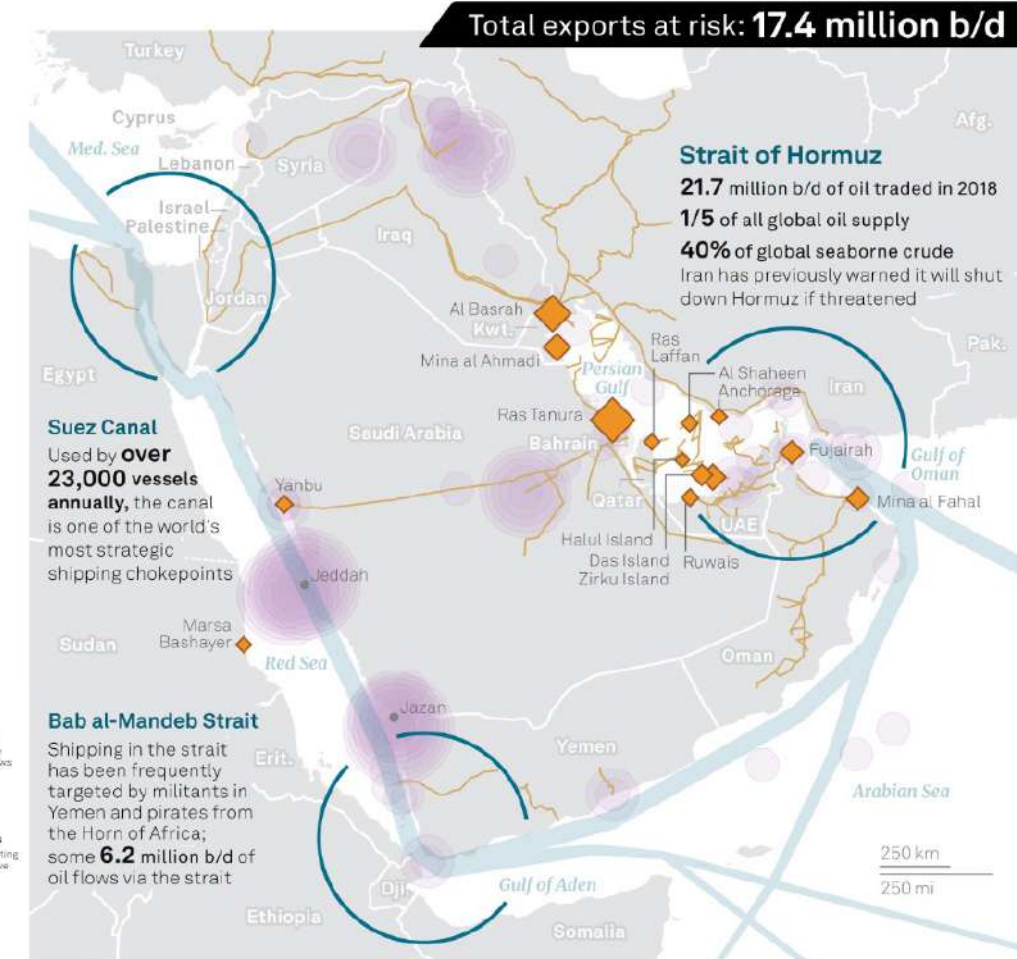 Total exports at risk: 17.4 million b/d
Turkey
Cyprus
Med. Sea
Lebanon
Syria
Israel
Palestine
Iraq
Jordan
Egypt
Afg.
Strait of Hormuz
21.7 million b/d of oil traded in 2018
1/5 of all global oil supply
40% of global seaborne crude
Iran has previously warned it will shut
down Hormuz if threatened
Al Basrah
Kwt.
Mina al Ahmadi
Ras
Laffan
Al Shaheen
Anchorage
Persian
Gulf
Iran
Pak.
Ras Tanura
Saudi Arabia
Bahrain
Fujairah
Gulf of
Oman
Suez Canal
Used by over
23,000 vessels
annually, the canal
is one of the world's
most strategic
shipping chokepoints
Yanbu
Qatar
Mina al Fahal
UAE
Halul Island
Das Island
Zirku Island
Ruwais
Jeddah
Marsa
Bashayer
Sudan
Red Sea
Oman
Bab al-Mandeb Strait
Shipping in the strait
has been frequently
targeted by militants in
Yemen and pirates from
the Horn of Africa;
some 6.2 million b/d of
oil flows via the strait
Jazan
Erit.
Yemen
Arabian Sea
250 km
250 mi
Dji.
Gulf of Aden
Ethiopia
Somalia